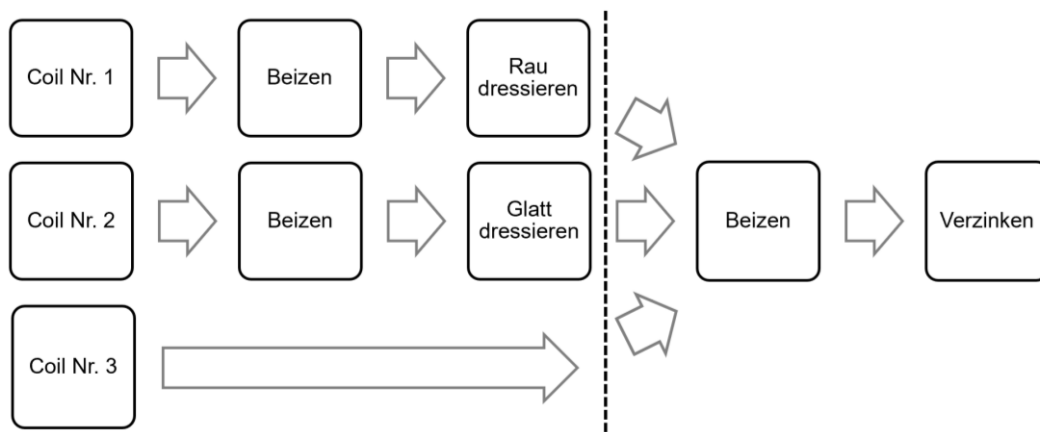 Coil Nr. 1
Beizen
Rau
dressieren
Coil Nr. 2
Beizen
Glatt
dressieren
Beizen
Verzinken
Coil Nr. 3